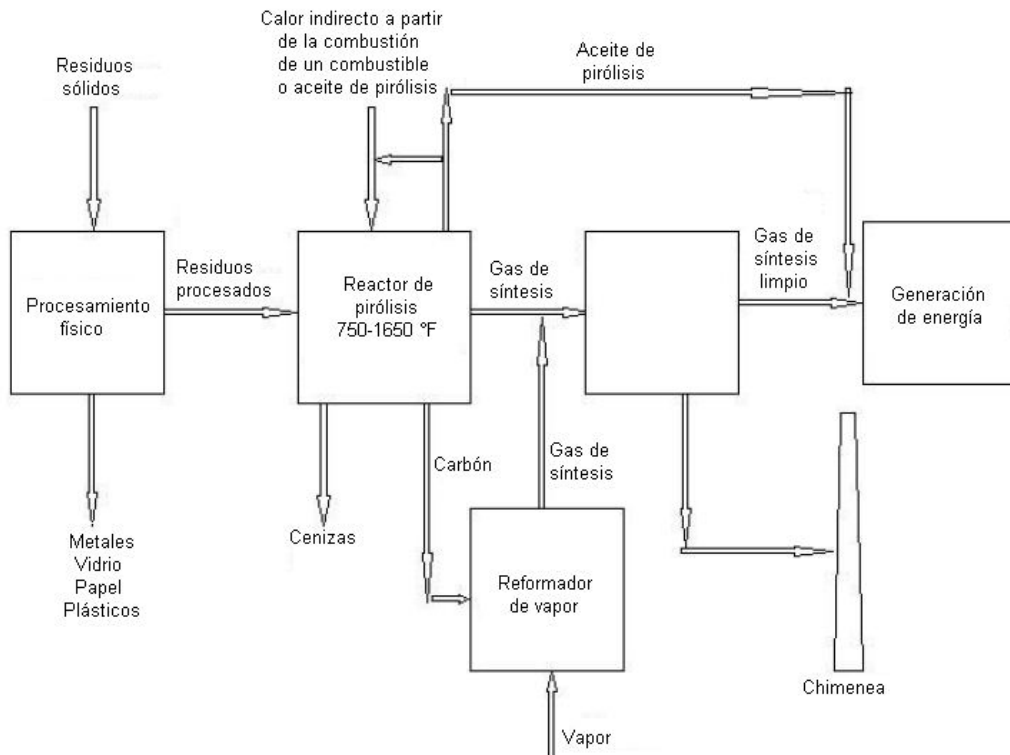 Residuos
sólidos
Calor indirecto a partir
de la combustión
de un combustible
o aceite de pirólisis
Aceite de
pirólisis
Procesamiento
físico
Residuos
procesados
Reactor de
pirólisis
750-1650 °F
Gas de
síntesis
Gas de
síntesis
limpio
Generación
de energía
Metales
Vidrio
Papel
Plásticos
Cenizas
Carbón
Gas de
síntesis
Reformador
de vapor
Vapor
Chimenea